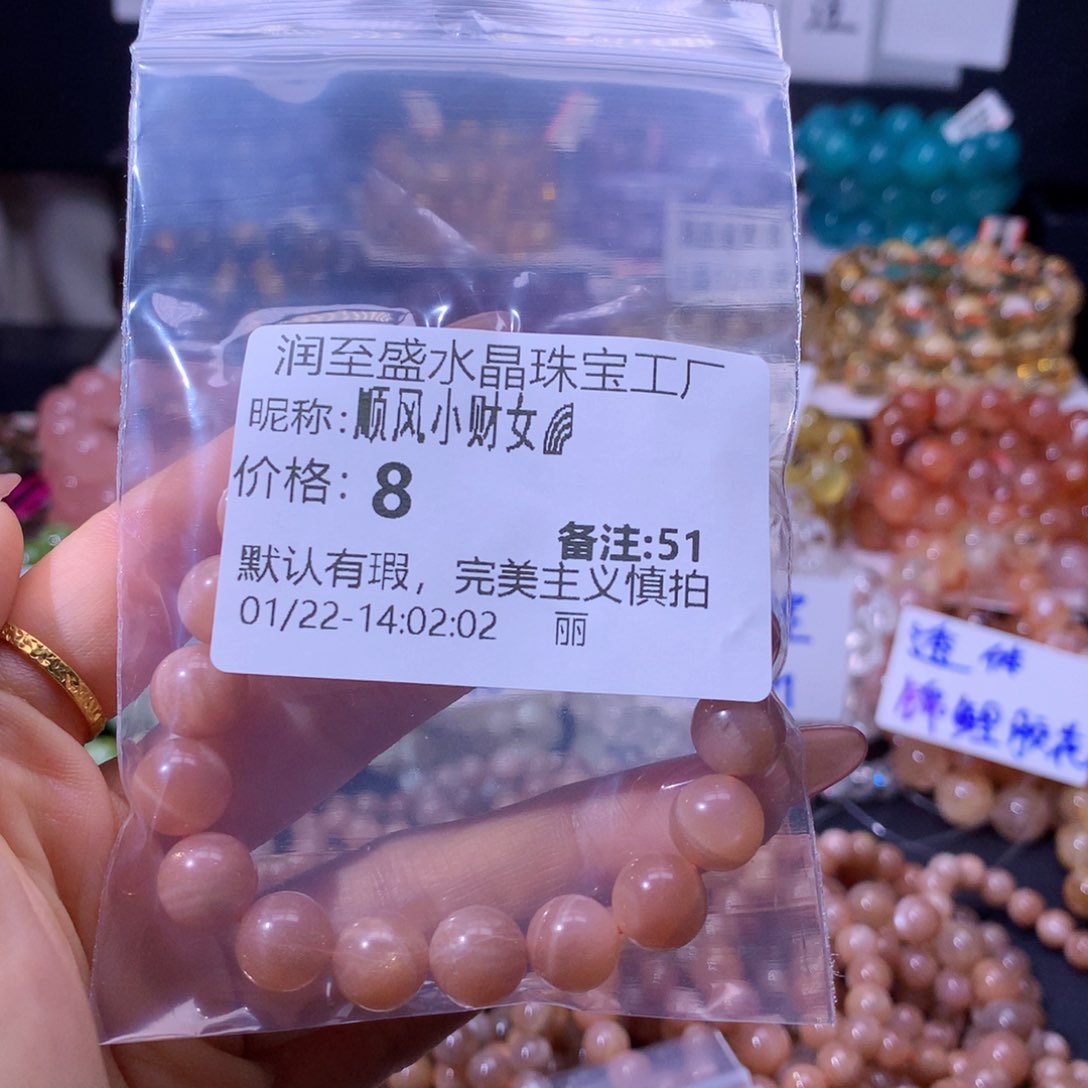 润至盛水晶珠宝工厂
昵称:顺风小财女🌈
价格: 8
备注:51
默认有瑕，完美主义慎拍
01/22-14:02:02 丽
透体